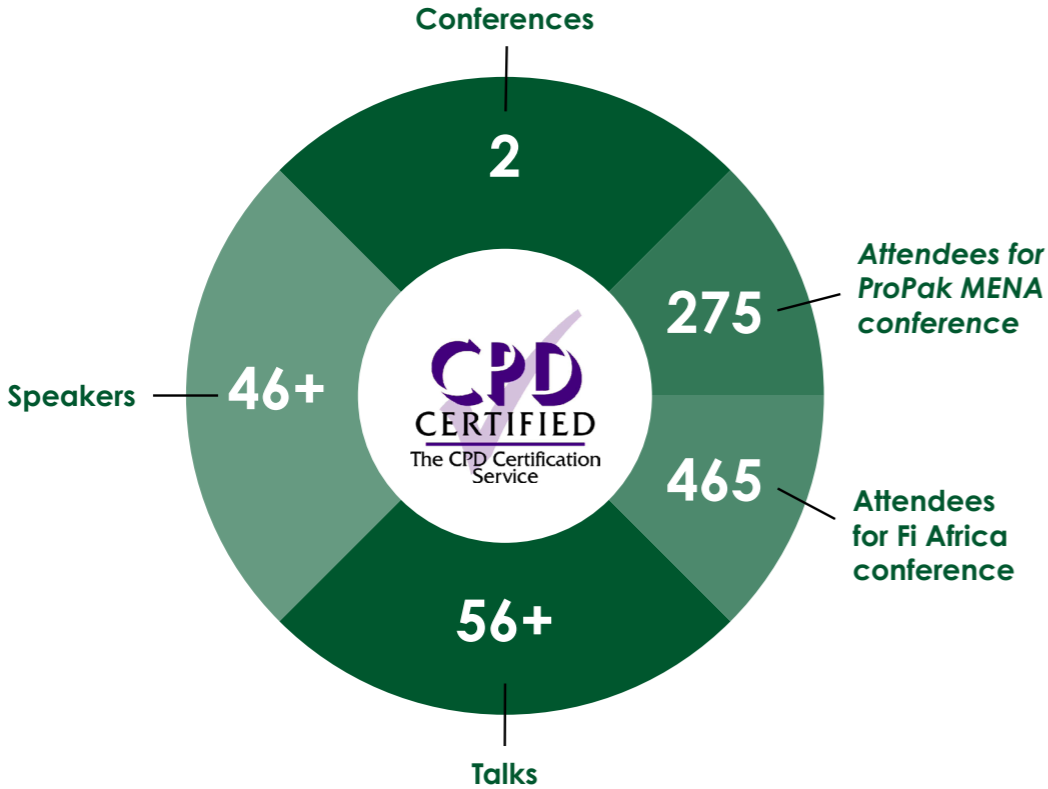 Conferences
2
275
Attendees for
ProPak MENA
conference
Speakers
46+
CPD
CERTIFIED
The CPD Certification
Service
465
Attendees
for Fi Africa
conference
56+
Talks